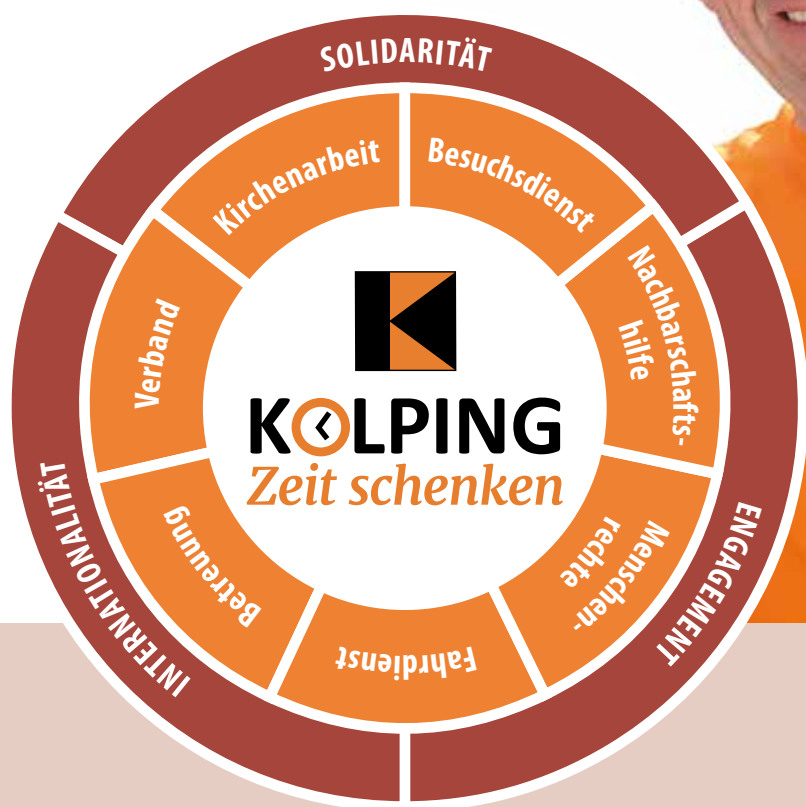 SOLIDARITÄT
Kirchenarbeit
Besuchsdienst
Nachbarschafts-
hilfe
Menschen-
rechte
Fahrdienst
Betreuung
Verband
KOLPING
Zeit schenken
ENGAGEMENT
INTERNATIONALITÄT